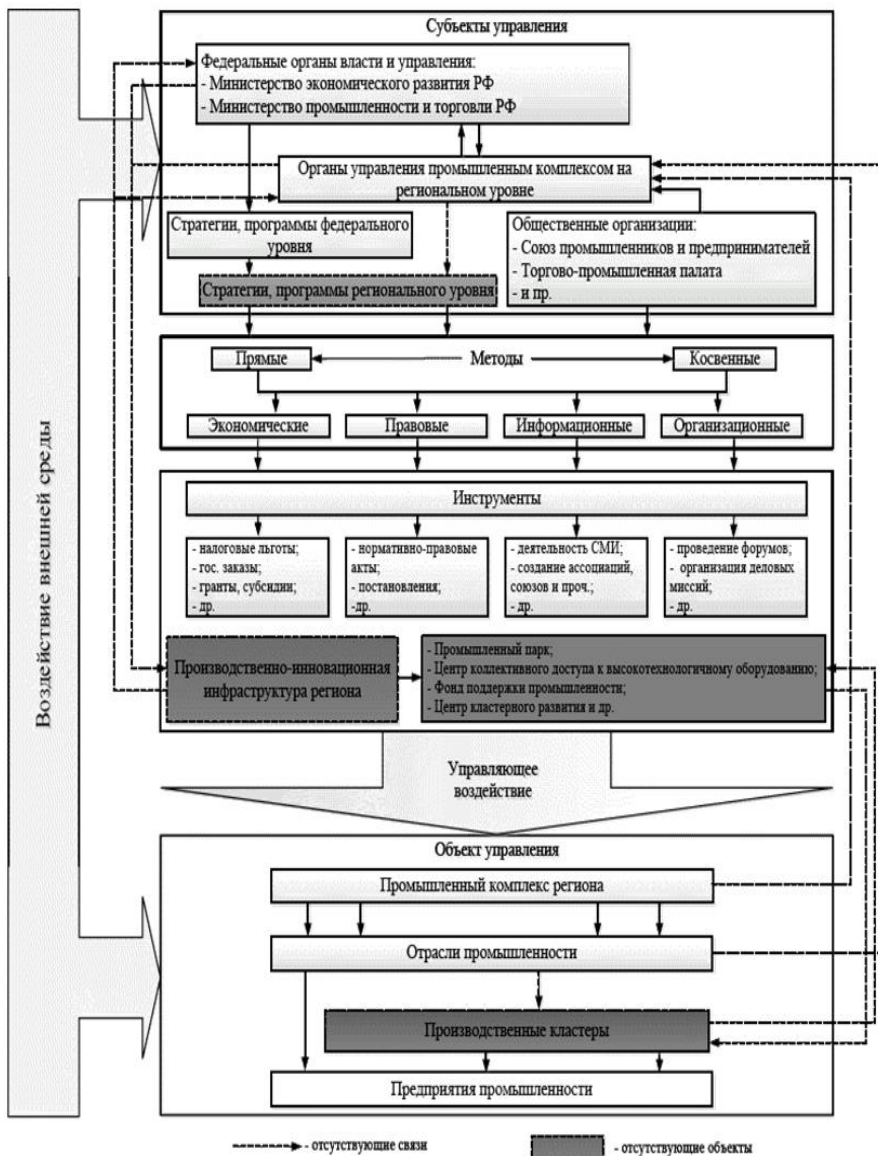 Субъекты управления
Федеральные органы власти и управления:
- Министерство экономического развития РФ
- Министерство промышленности и торговли РФ
Органы управления промышленным комплексом на
региональном уровне
Стратегии, программы федерального
уровня
Общественные организации:
- Союз промышленников и предпринимателей
- Торгово-промышленная палата
- и пр.
Стратегии, программы регионального уровня
Прямые
Методы
Косвенные
Экономические
Правовые
Информационные
Организационные
Инструменты
- налоговые льготы;
- гос. заказы;
- гранты, субсидии;
- др.
- нормативно-правовые
акты;
- постановления;
-др.
- деятельность СМИ;
- создание ассоциаций,
союзов и проч.;
- др.
- проведение форумов;
- организация деловых
миссий;
- др.
Производственно-инновационная
инфраструктура региона
- Промышленный парк;
- Центр коллективного доступа к высокотехнологичному оборудованию;
- Фонд поддержки промышленности;
- Центр кластерного развития и др.
Управляющее
воздействие
Воздействие внешней среды
Объект управления
Промышленный комплекс региона
Отрасли промышленности
Производственные кластеры
Предприятия промышленности
- отсутствующие связи
- отсутствующие объекты